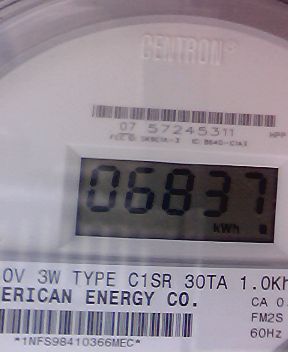 CENTRON®
07 57245311
06837
kWh
0V 3W TYPE C1SR 30TA 1.0Kh
ERICAN ENERGY CO.
CA 0.
FM2S
60Hz
*1NFS98410366MEC*